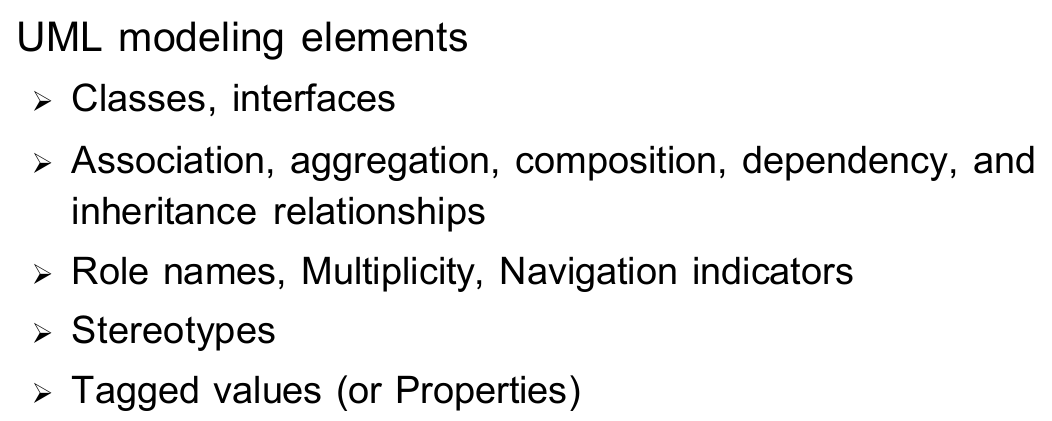 UML modeling elements
➢ Classes, interfaces
➢ Association, aggregation, composition, dependency, and
inheritance relationships
➢ Role names, Multiplicity, Navigation indicators
➢ Stereotypes
➢ Tagged values (or Properties)